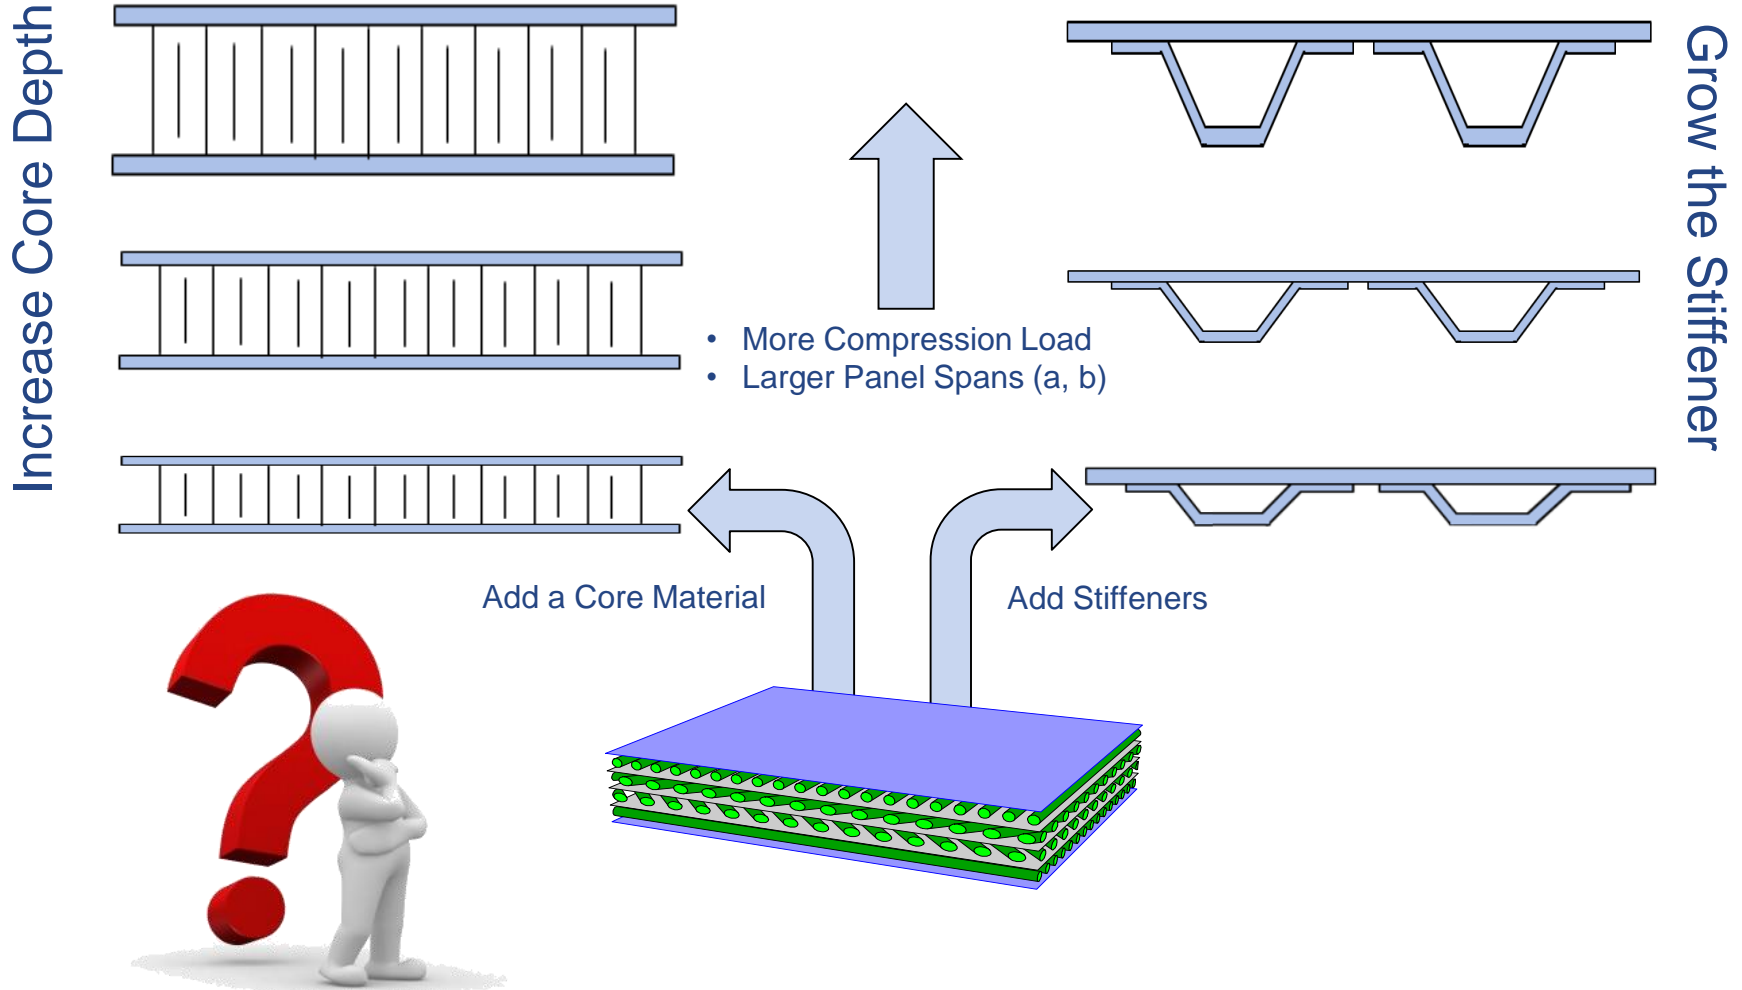 Increase Core Depth
• More Compression Load
• Larger Panel Spans (a, b)
Grow the Stiffener
Add a Core Material
Add Stiffeners